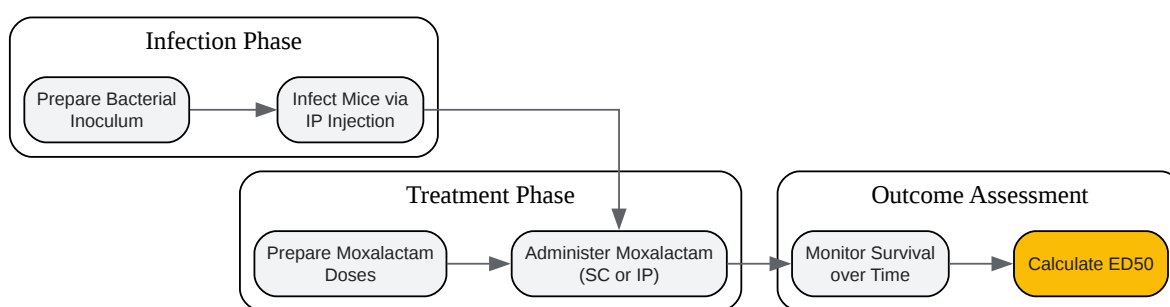 Infection Phase
Prepare Bacterial
Inoculum
Infect Mice via
IP Injection
Treatment Phase
Prepare Moxalactam
Doses
Administer Moxalactam
(SC or IP)
Outcome Assessment
Monitor Survival
over Time
Calculate ED50